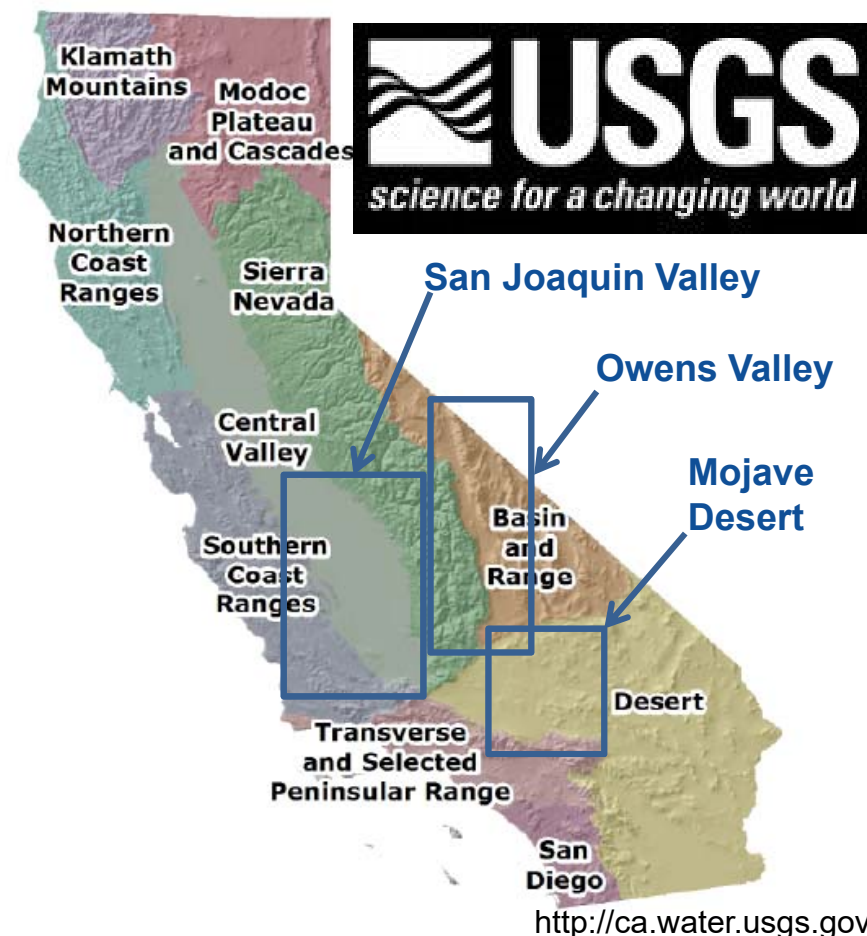 Klamath
Mountains
Modoc
Plateau
and Cascades
USGS
science for a changing world
Northern
Coast
Ranges
Sierra
Nevada
San Joaquin Valley
Owens Valley
Central
Valley
Mojave
Desert
Basin
and
Range
Southern
Coast
Ranges
Desert
Transverse
and Selected
Peninsular Range
San
Diego
http://ca.water.usgs.gov